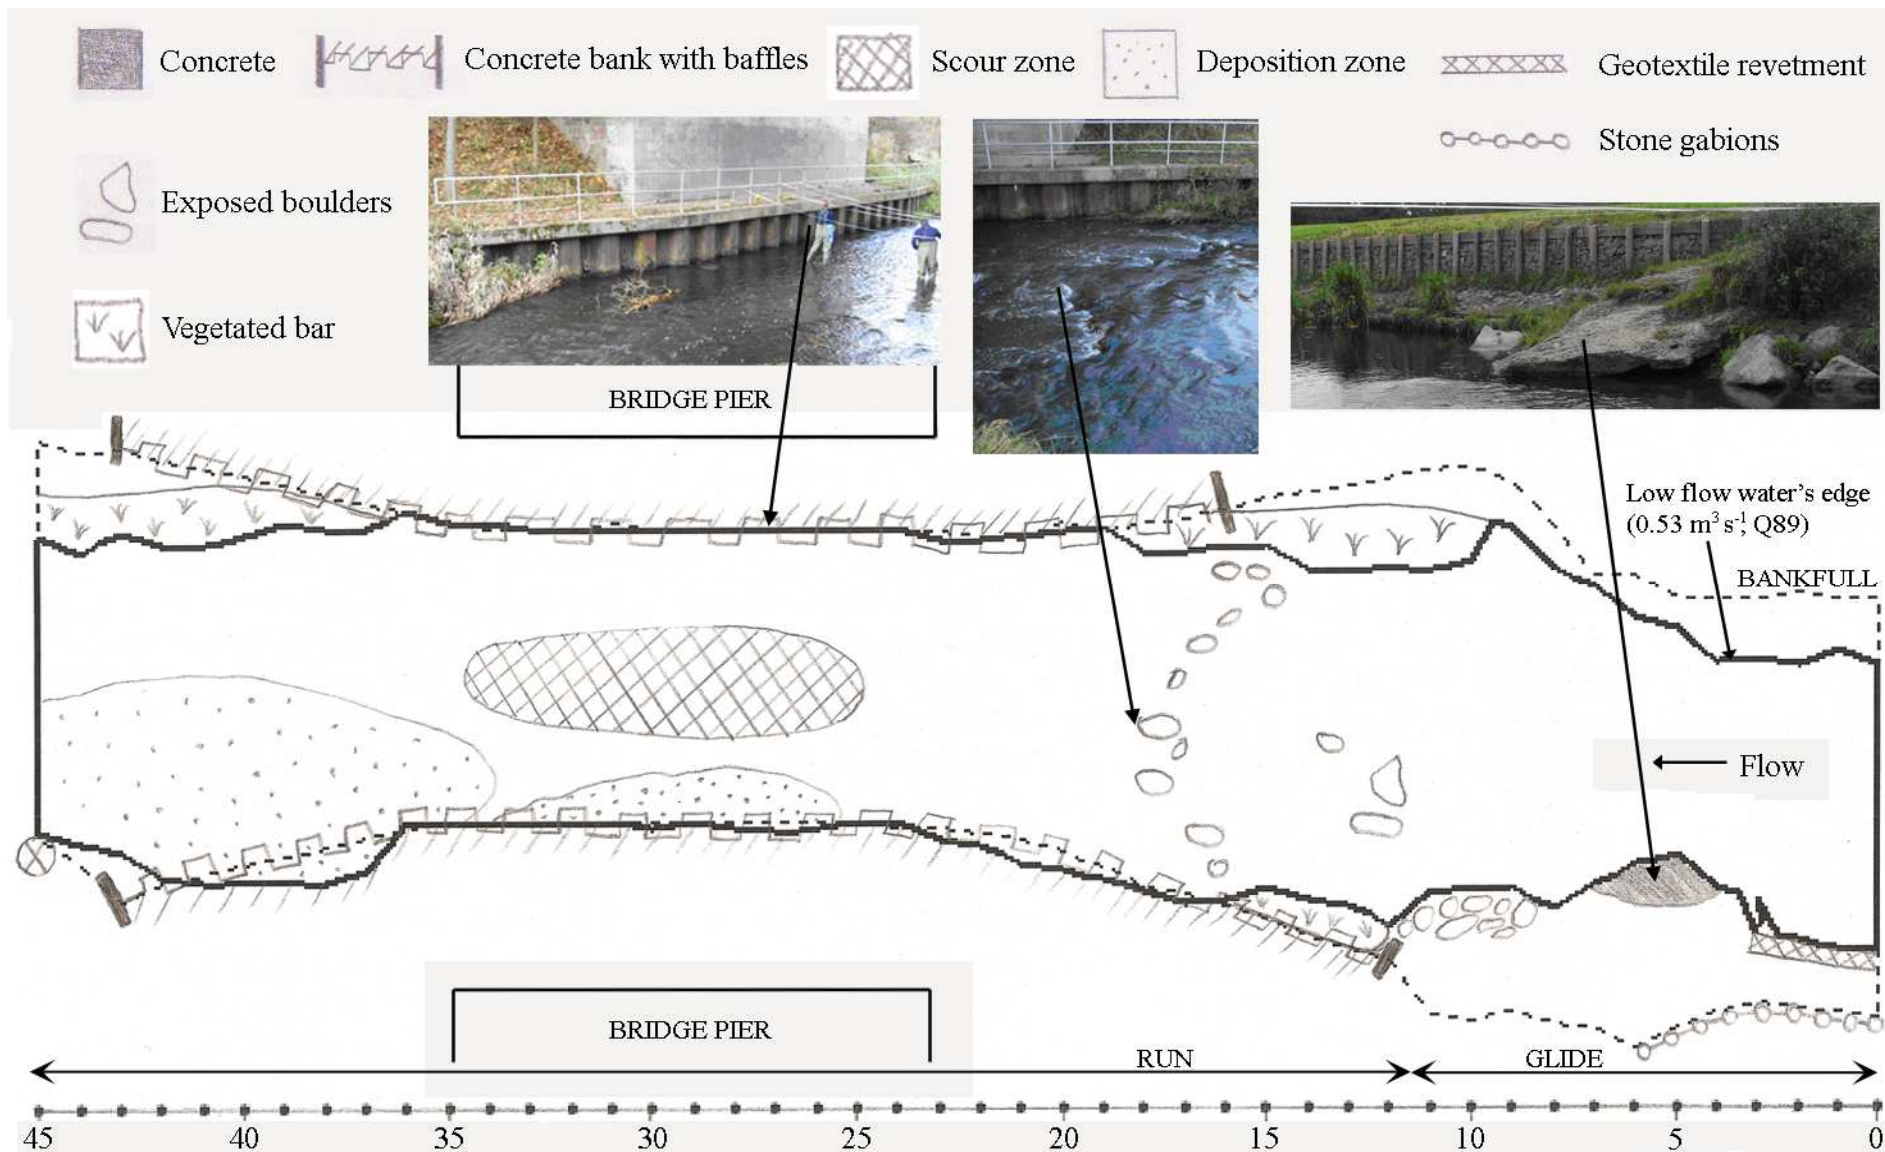 Concrete
Concrete bank with baffles
Scour zone
Deposition zone
Geotextile revetment
Stone gabions
Exposed boulders
Vegetated bar
BRIDGE PIER
Low flow water's edge
(0.53 m³ s⁻¹; Q89)
BANKFULL
Flow
BRIDGE PIER
RUN
GLIDE
45 40 35 30 25 20 15 10 5 0